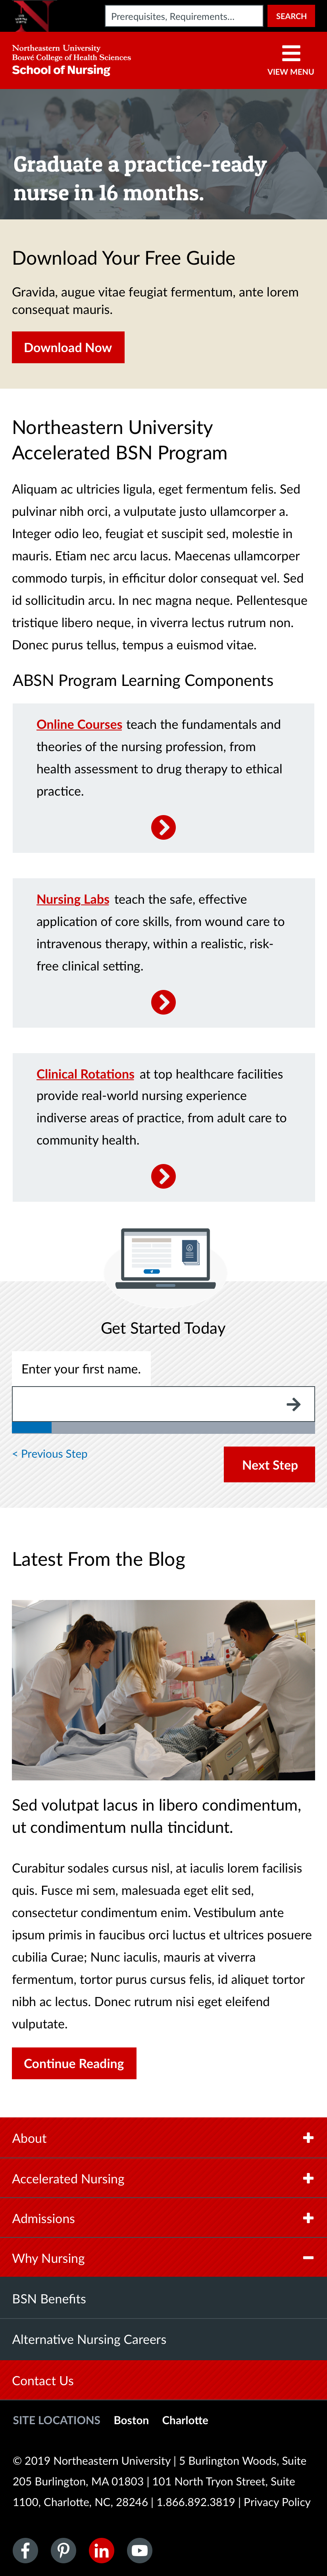 Prerequisites, Requirements...
SEARCH
Northeastern University
Bouvé College of Health Sciences
School of Nursing
VIEW MENU
Graduate a practice-ready
nurse in 16 months.
Download Your Free Guide
Gravida, augue vitae feugiat fermentum, ante lorem
consequat mauris.
Download Now
Northeastern University
Accelerated BSN Program
Aliquam ac ultricies ligula, eget fermentum felis. Sed
pulvinar nibh orci, a vulputate justo ullamcorper a.
Integer odio leo, feugiat et suscipit sed, molestie in
mauris. Etiam nec arcu lacus. Maecenas ullamcorper
commodo turpis, in efficitur dolor consequat vel. Sed
id sollicitudin arcu. In nec magna neque. Pellentesque
tristique libero neque, in viverra lectus rutrum non.
Donec purus tellus, tempus a euismod vitae.
ABSN Program Learning Components
Online Courses teach the fundamentals and
theories of the nursing profession, from
health assessment to drug therapy to ethical
practice.
Nursing Labs teach the safe, effective
application of core skills, from wound care to
intravenous therapy, within a realistic, risk-
free clinical setting.
Clinical Rotations at top healthcare facilities
provide real-world nursing experience
indiverse areas of practice, from adult care to
community health.
Get Started Today
Enter your first name.
< Previous Step
Next Step
Latest From the Blog
Sed volutpat lacus in libero condimentum,
ut condimentum nulla tincidunt.
Curabitur sodales cursus nisl, at iaculis lorem facilisis
quis. Fusce mi sem, malesuada eget elit sed,
consectetur condimentum enim. Vestibulum ante
ipsum primis in faucibus orci luctus et ultrices posuere
cubilia Curae; Nunc iaculis, mauris at viverra
fermentum, tortor purus cursus felis, id aliquet tortor
nibh ac lectus. Donec rutrum nisi eget eleifend
vulputate.
Continue Reading
About
Accelerated Nursing
Admissions
Why Nursing
BSN Benefits
Alternative Nursing Careers
Contact Us
SITE LOCATIONS Boston Charlotte
© 2019 Northeastern University | 5 Burlington Woods, Suite
205 Burlington, MA 01803 | 101 North Tryon Street, Suite
1100, Charlotte, NC, 28246 | 1.866.892.3819 | Privacy Policy